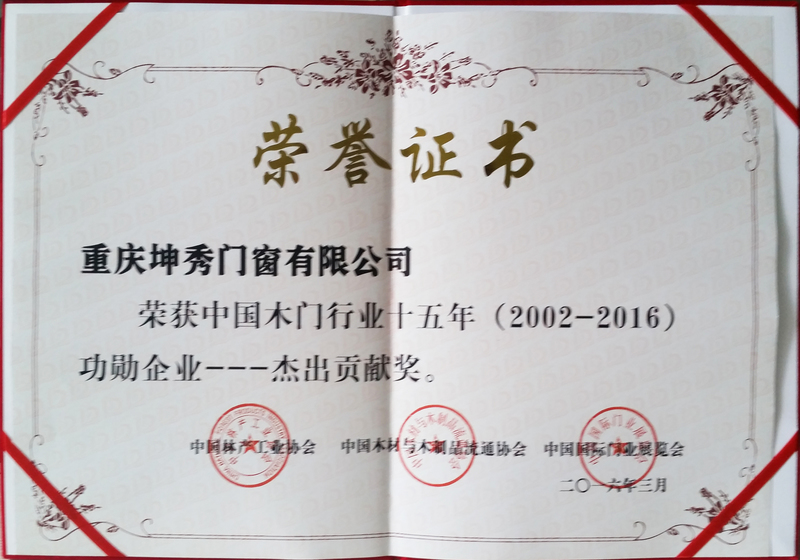 荣誉证书
重庆坤秀门窗有限公司
荣获中国木门行业十五年（2002-2016）
功勋企业---杰出贡献奖。
中国林产工业协会 中国木材与木制品流通协会 中国国际门业展览会
二〇一六年三月